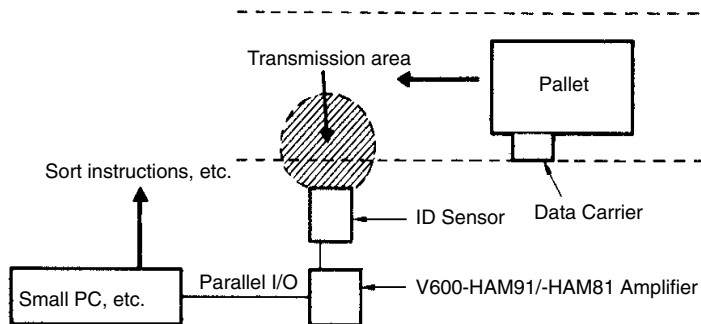 Transmission area
Pallet
Sort instructions, etc.
ID Sensor
Data Carrier
Parallel I/O
V600-HAM91/-HAM81 Amplifier
Small PC, etc.